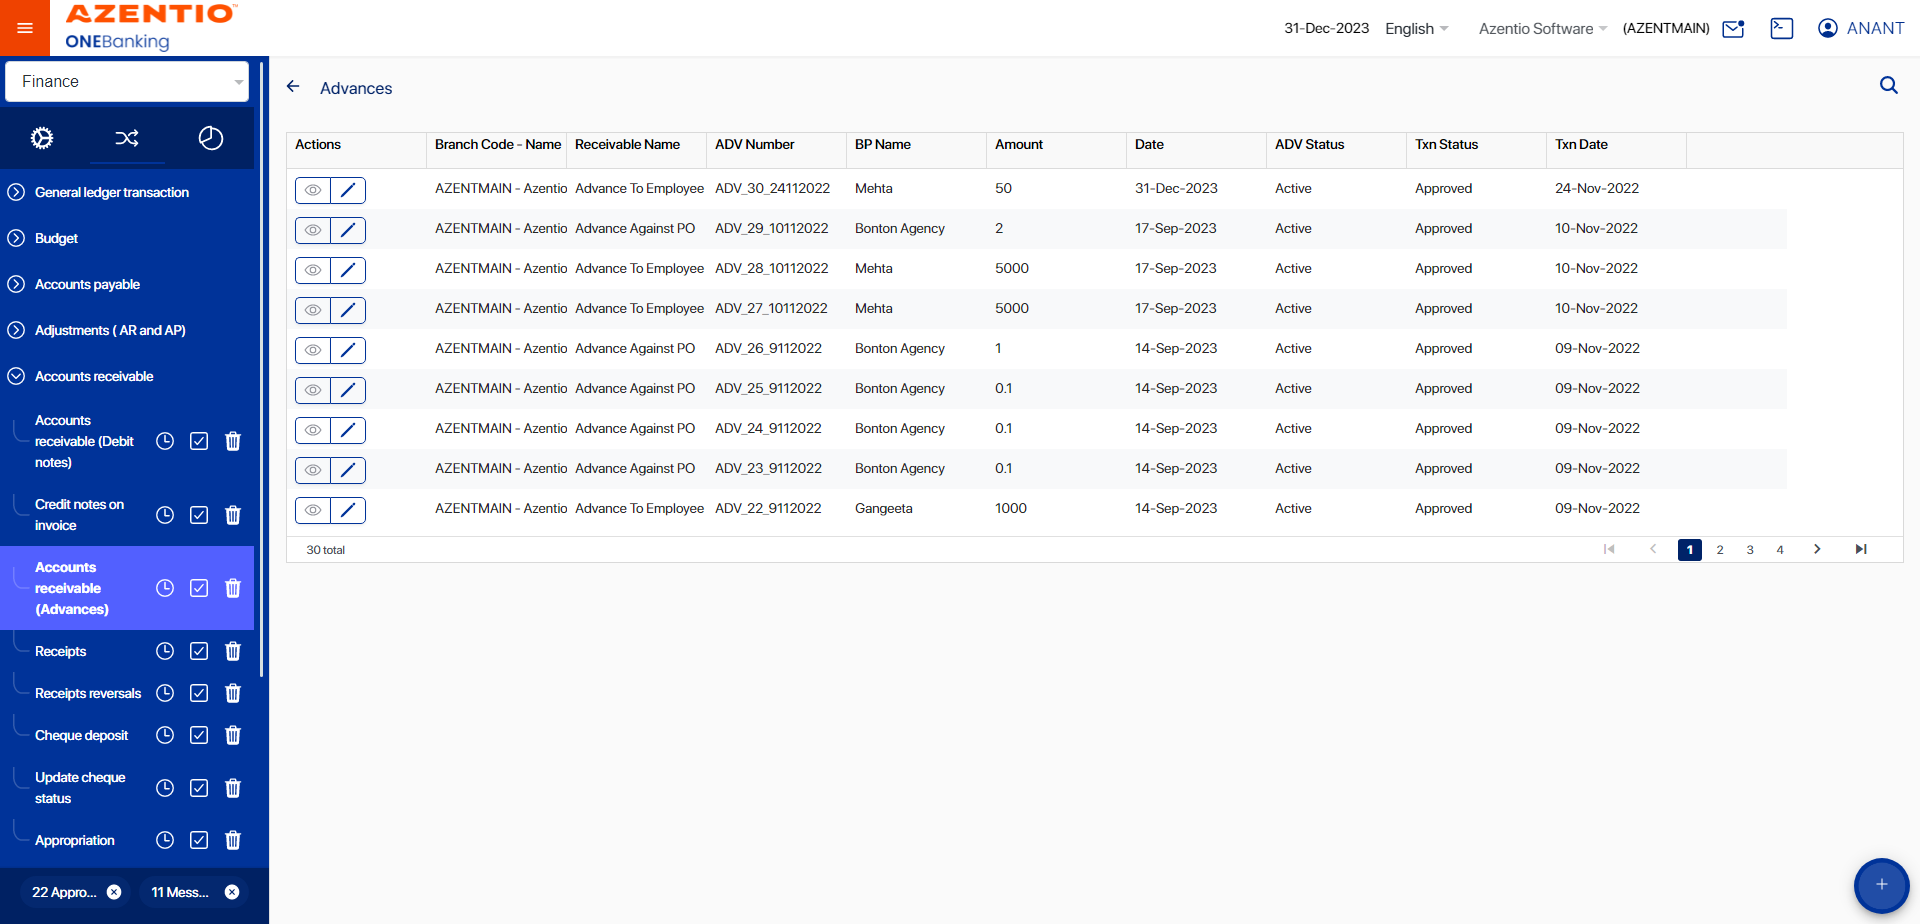 AZENTIO™
ONEBanking
31-Dec-2023 English Azentio Software (AZENTMAIN) ANANT
Finance
General ledger transaction
Budget
Accounts payable
Adjustments ( AR and AP)
Accounts receivable
Accounts
receivable (Debit
notes)
Credit notes on
invoice
Accounts
receivable
(Advances)
Receipts
Receipts reversals
Cheque deposit
Update cheque
status
Appropriation
22 Appro...
11 Mess...
Advances
Actions Branch Code - Name Receivable Name ADV Number BP Name Amount Date ADV Status Txn Status Txn Date
AZENTMAIN - Azentio Advance To Employee ADV_30_24112022 Mehta 50 31-Dec-2023 Active Approved 24-Nov-2022
AZENTMAIN - Azentio Advance Against PO ADV_29_10112022 Bonton Agency 2 17-Sep-2023 Active Approved 10-Nov-2022
AZENTMAIN - Azentio Advance To Employee ADV_28_10112022 Mehta 5000 17-Sep-2023 Active Approved 10-Nov-2022
AZENTMAIN - Azentio Advance To Employee ADV_27_10112022 Mehta 5000 17-Sep-2023 Active Approved 10-Nov-2022
AZENTMAIN - Azentio Advance Against PO ADV_26_9112022 Bonton Agency 1 14-Sep-2023 Active Approved 09-Nov-2022
AZENTMAIN - Azentio Advance Against PO ADV_25_9112022 Bonton Agency 0.1 14-Sep-2023 Active Approved 09-Nov-2022
AZENTMAIN - Azentio Advance Against PO ADV_24_9112022 Bonton Agency 0.1 14-Sep-2023 Active Approved 09-Nov-2022
AZENTMAIN - Azentio Advance Against PO ADV_23_9112022 Bonton Agency 0.1 14-Sep-2023 Active Approved 09-Nov-2022
AZENTMAIN - Azentio Advance To Employee ADV_22_9112022 Gangeeta 1000 14-Sep-2023 Active Approved 09-Nov-2022
30 total 1 2 3 4